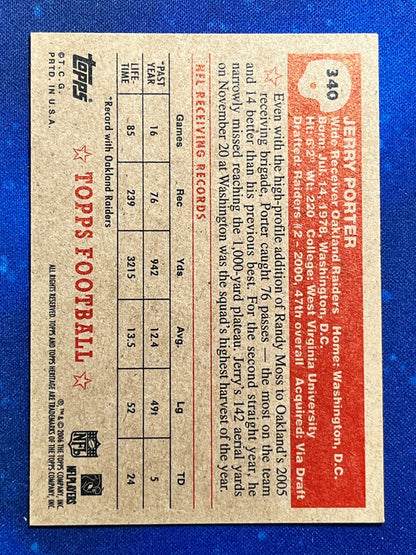 340
JERRY PORTER
Wide Receiver Oakland Raiders Home: Washington, D.C.
Born: July 14, 1978, Washington, D.C.
Ht: 6'2" Wt: 220 College: West Virginia University
Drafted: Raiders #2 – 2000, 47th overall Acquired: Via Draft
☆ Even with the high-profile addition of Randy Moss to Oakland's 2005
receiving brigade, Porter caught 76 passes — the most on the team
and 14 better than his previous best. For the second straight year, he
narrowly missed reaching the 1,000-yard plateau. Jerry's 142 aerial yards
on November 20 at Washington was the squad's highest harvest of the year.
NFL RECEIVING RECORDS
Games Rec Yds Avg. Lg TD
*PAST YEAR 16 76 942 12.4 49t 5
LIFE-TIME 85 239 3215 13.5 52 24
*Record with Oakland Raiders
topps
© T.C.G.
PRTD. IN U.S.A.
☆ TOPPS FOOTBALL ☆
®, ™ & © 2006 THE TOPPS COMPANY, INC.
ALL RIGHTS RESERVED. TOPPS AND TOPPS HERITAGE ARE TRADEMARKS OF THE TOPPS COMPANY, INC.
NFL
NFLPLAYERS